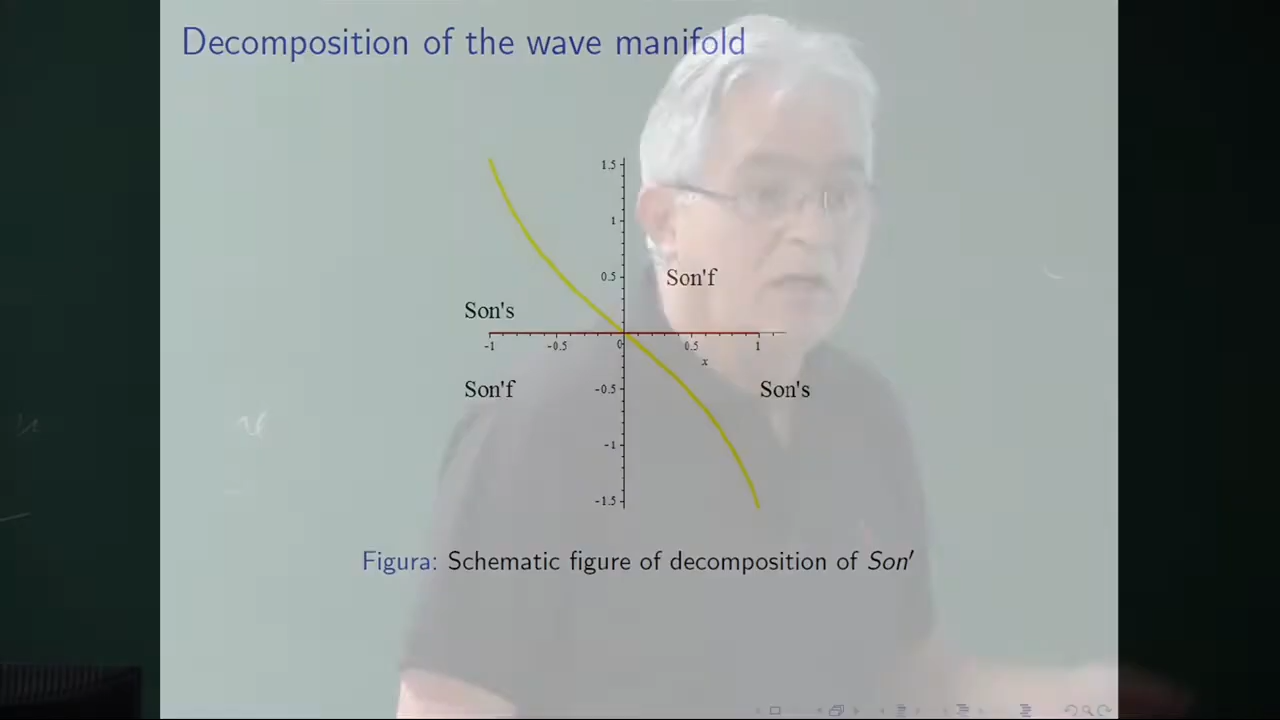 Decomposition of the wave manifold
1.5
1
0.5
Son'f
Son's
-1 -0.5 0 0.5 1
x
Son'f
-0.5
Son's
-1
-1.5
Figura: Schematic figure of decomposition of Son′